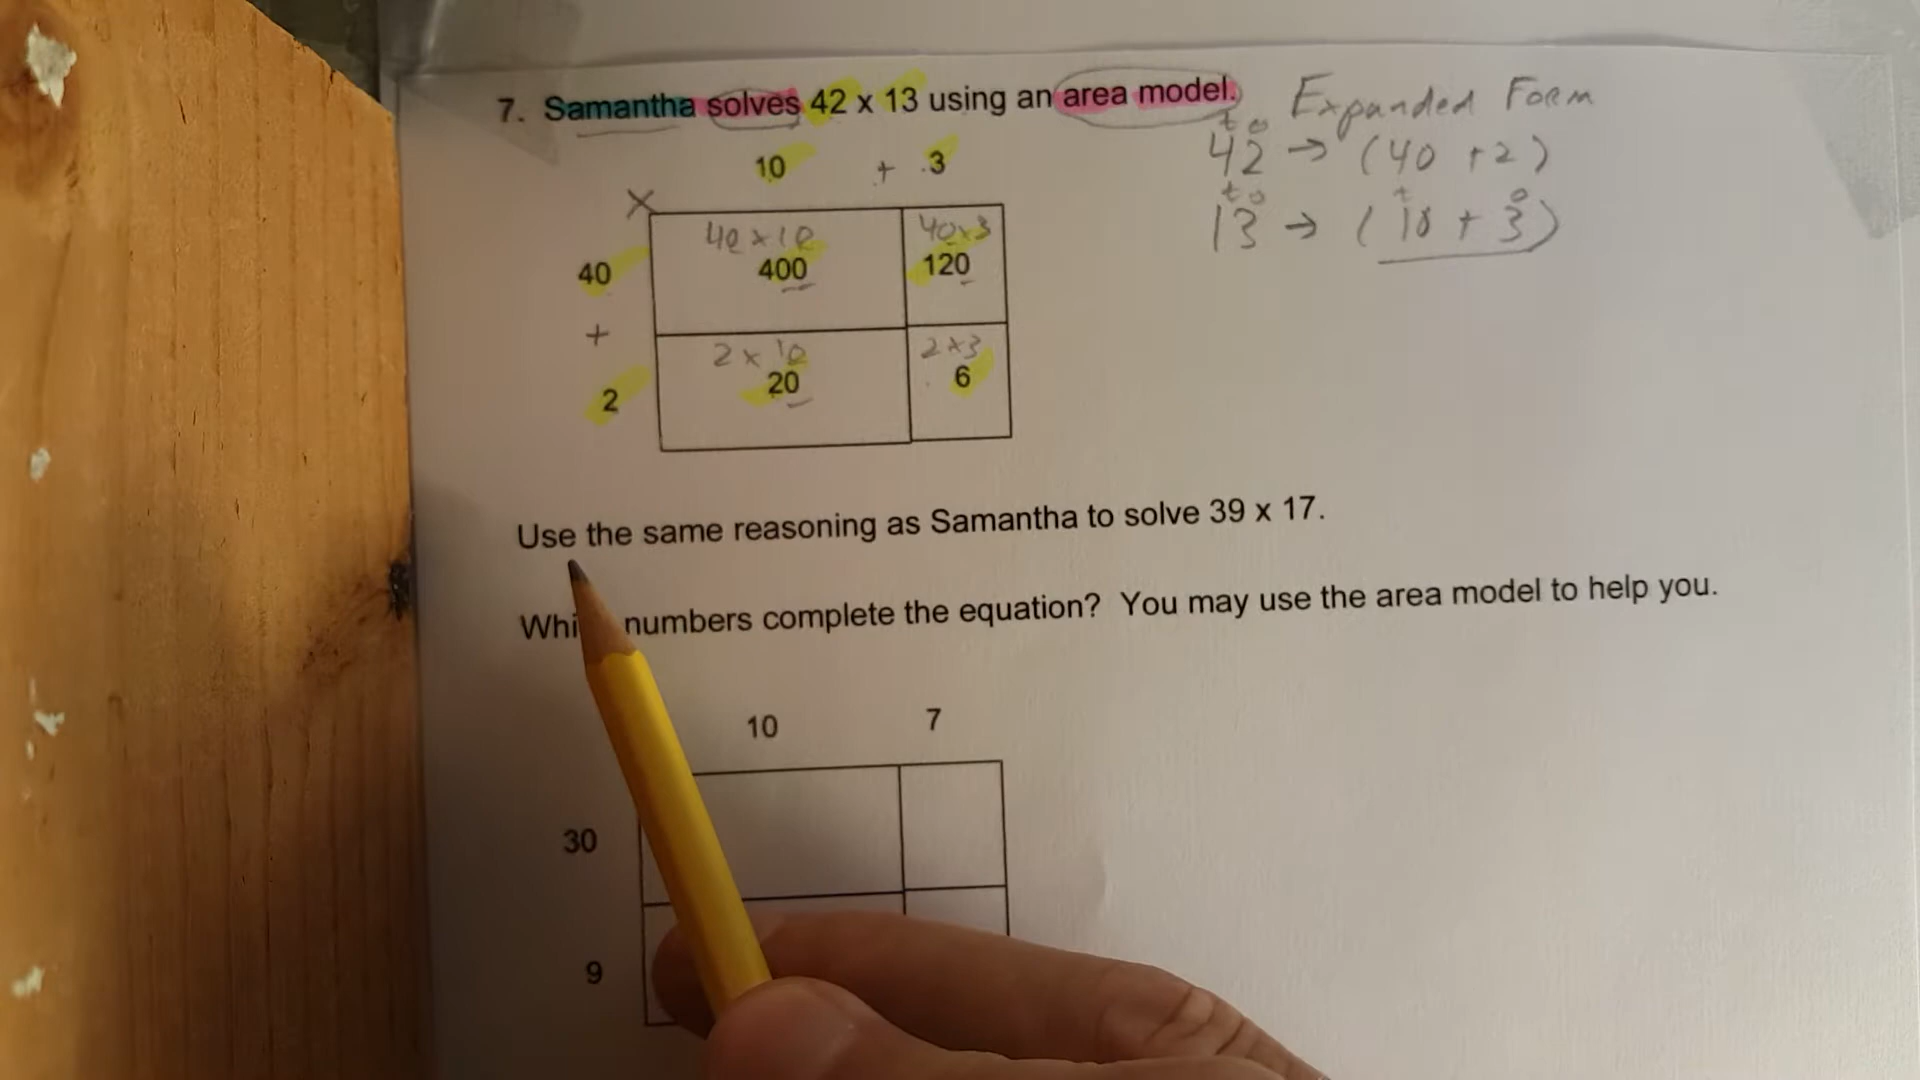 7. Samantha solves 42 x 13 using an area model.
Expanded Form
t o
42 → (40 + 2)
t o t o
13 → (10 + 3)
10 + 3
X
40 x 10 40x3
40 400 120
+
2 x 10 2 x 3
2 20 6
Use the same reasoning as Samantha to solve 39 x 17.
numbers complete the equation? You may use the area model to help you.
10 7
30
9